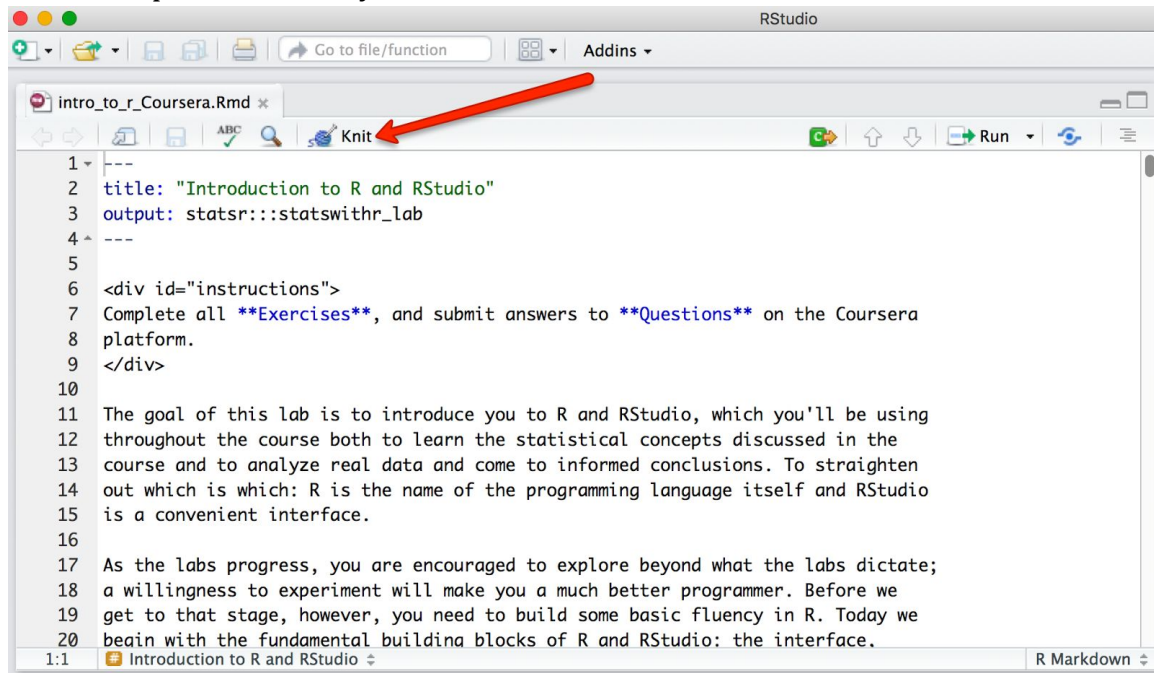 RStudio
Go to file/function
Addins
intro_to_r_Coursera.Rmd
ABC
Knit
Run
1 ---
2 title: "Introduction to R and RStudio"
3 output: statsr:::statswithr_lab
4 ---
5
6 <div id="instructions">
7 Complete all **Exercises**, and submit answers to **Questions** on the Coursera
8 platform.
9 </div>
10
11 The goal of this lab is to introduce you to R and RStudio, which you'll be using
12 throughout the course both to learn the statistical concepts discussed in the
13 course and to analyze real data and come to informed conclusions. To straighten
14 out which is which: R is the name of the programming language itself and RStudio
15 is a convenient interface.
16
17 As the labs progress, you are encouraged to explore beyond what the labs dictate;
18 a willingness to experiment will make you a much better programmer. Before we
19 get to that stage, however, you need to build some basic fluency in R. Today we
20 begin with the fundamental building blocks of R and RStudio: the interface,
1:1 Introduction to R and RStudio R Markdown